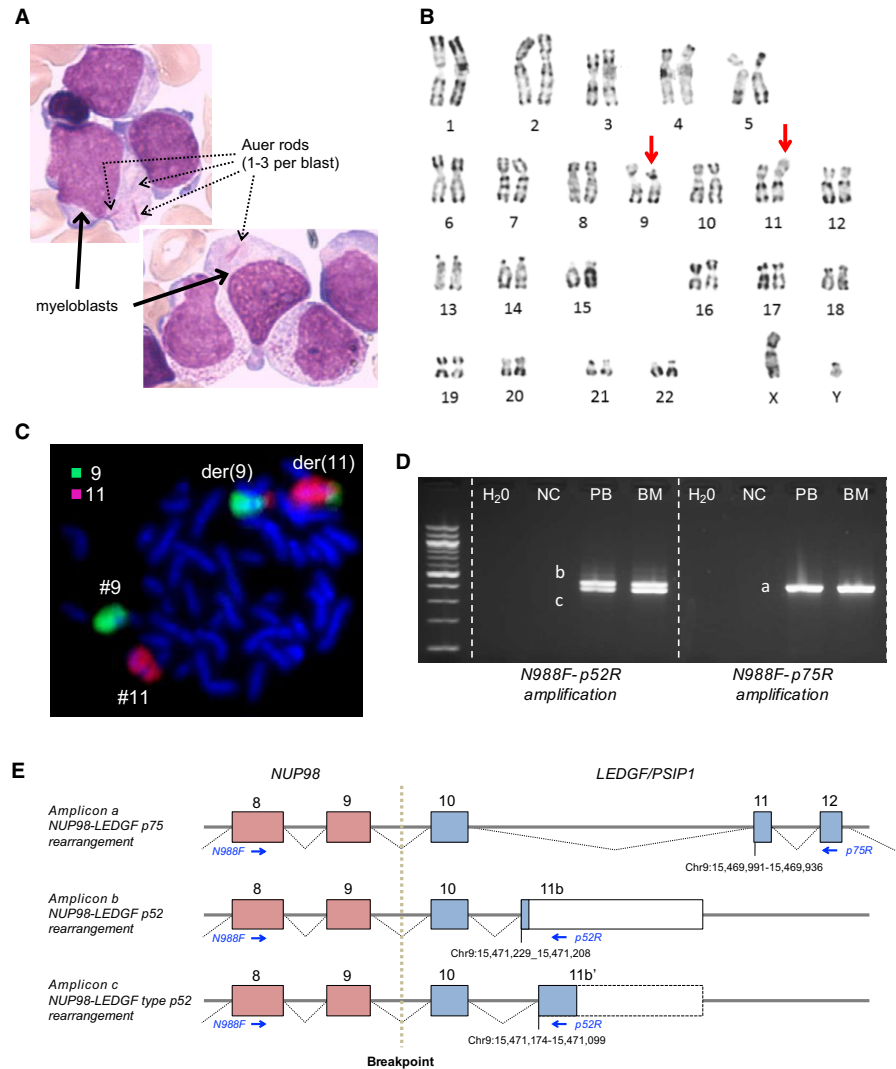 A
Auer rods
(1-3 per blast)
myeloblasts
B
1 2 3 4 5
6 7 8 9 10 11 12
13 14 15 16 17 18
19 20 21 22 X Y
C
9
11
der(9) der(11)
#9
#11
D
H20 NC PB BM H20 NC PB BM
b
c
a
N988F-p52R
amplification
N988F-p75R
amplification
E
NUP98 LEDGF/PSIP1
Amplicon a
NUP98-LEDGF p75
rearrangement
8 9 10 11 12
N988F p75R
Chr9:15,469,991-15,469,936
Amplicon b
NUP98-LEDGF p52
rearrangement
8 9 10 11b
N988F p52R
Chr9:15,471,229_15,471,208
Amplicon c
NUP98-LEDGF type p52
rearrangement
8 9 10 11b'
N988F p52R
Chr9:15,471,174-15,471,099
Breakpoint